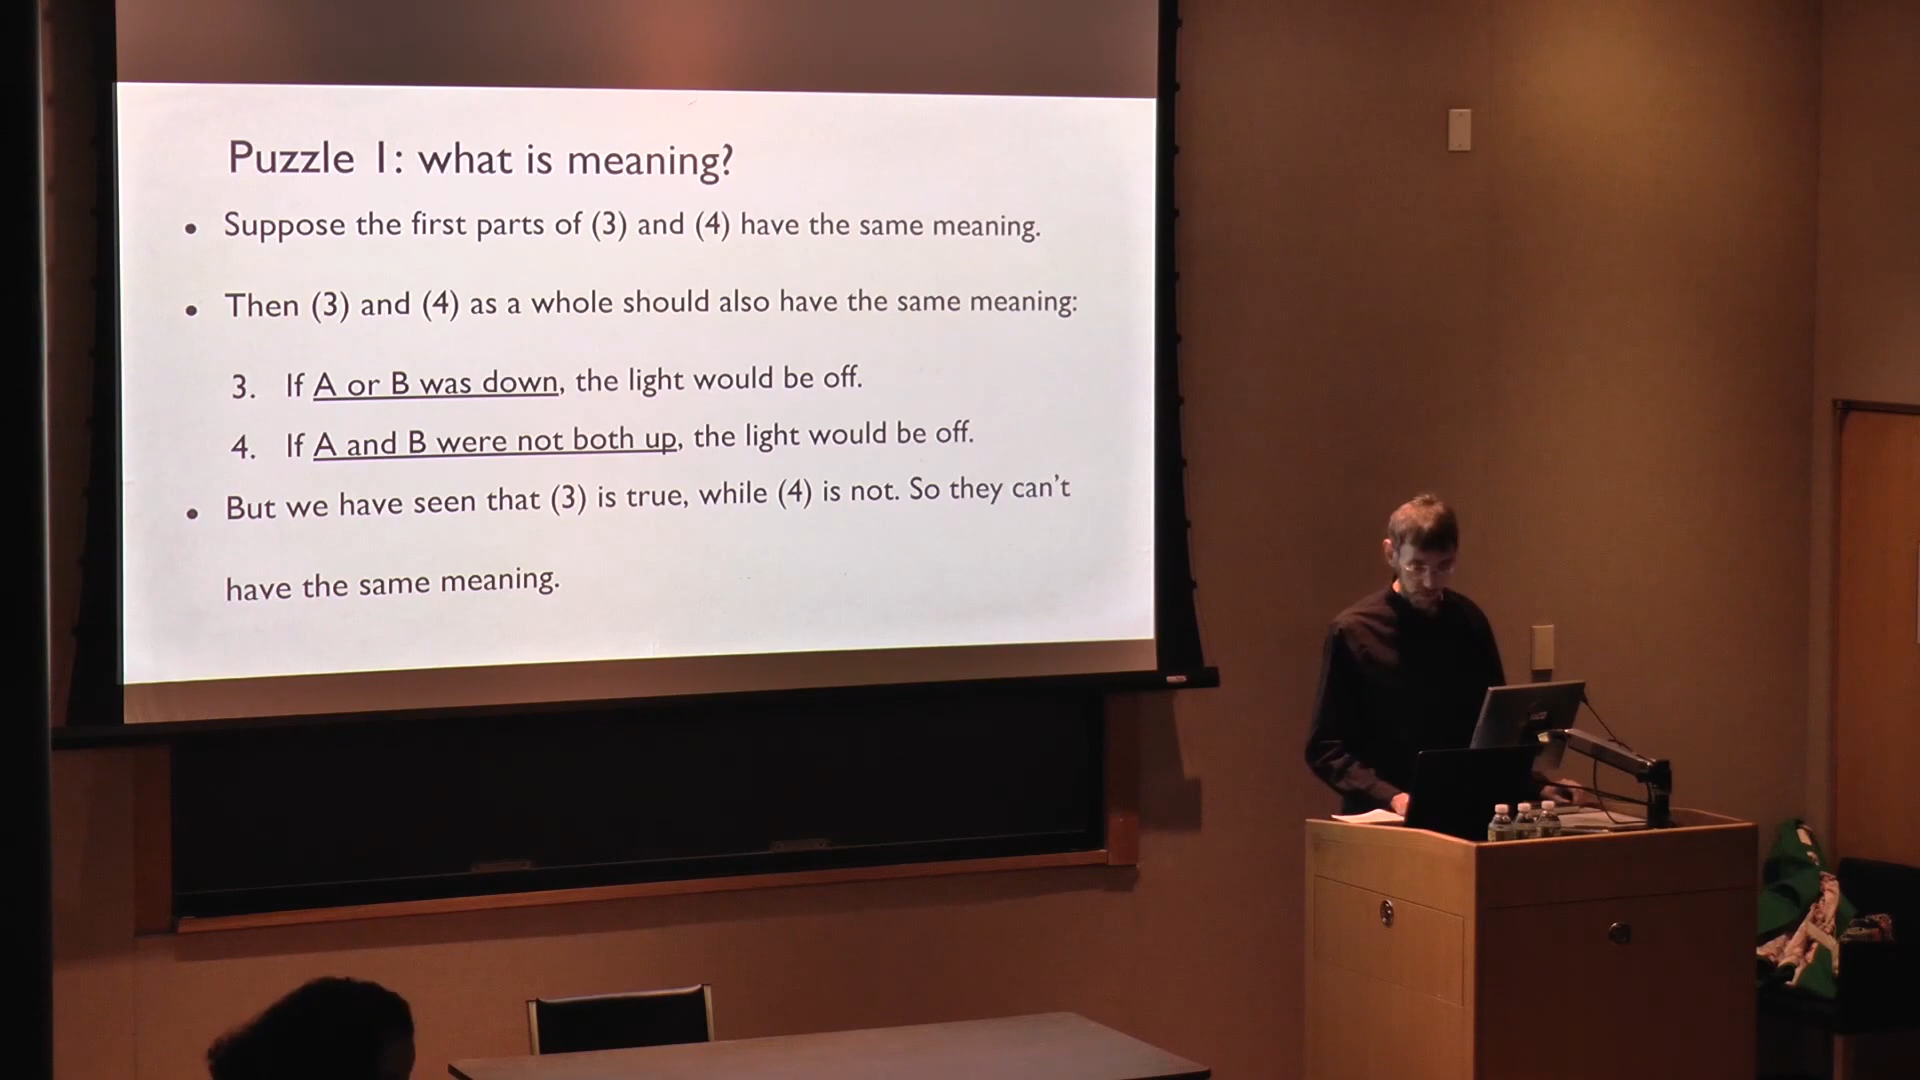 Puzzle 1: what is meaning?
• Suppose the first parts of (3) and (4) have the same meaning.
• Then (3) and (4) as a whole should also have the same meaning:
3. If A or B was down, the light would be off.
4. If A and B were not both up, the light would be off.
• But we have seen that (3) is true, while (4) is not. So they can't
have the same meaning.